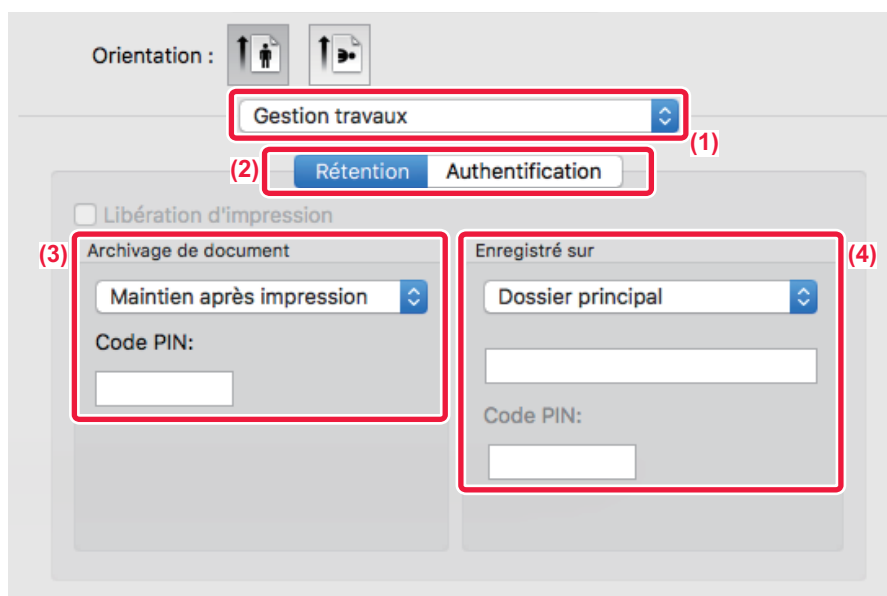 Orientation :
Gestion travaux
(1)
(2)
Rétention Authentification
Libération d'impression
(3)
Archivage de document
Maintien après impression
Code PIN:
Enregistré sur
(4)
Dossier principal
Code PIN: